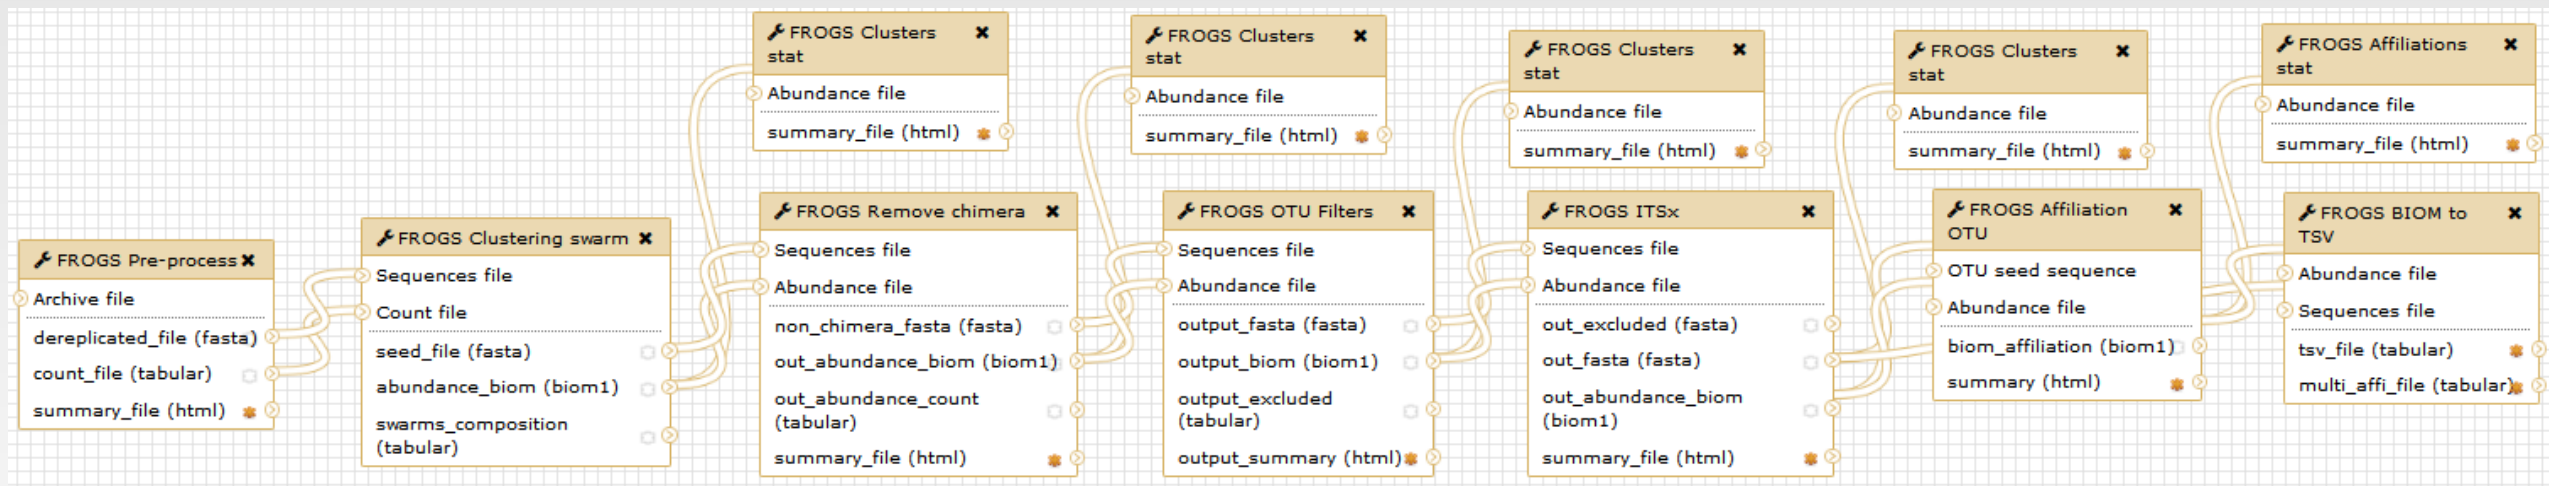 FROGS Pre-process
Archive file
dereplicated_file (fasta)
count_file (tabular)
summary_file (html)
FROGS Clustering swarm
Sequences file
Count file
seed_file (fasta)
abundance_biom (biom1)
swarms_composition
(tabular)
FROGS Clusters
stat
Abundance file
summary_file (html)
FROGS Remove chimera
Sequences file
Abundance file
non_chimera_fasta (fasta)
out_abundance_biom (biom1)
out_abundance_count
(tabular)
summary_file (html)
FROGS Clusters
stat
Abundance file
summary_file (html)
FROGS OTU Filters
Sequences file
Abundance file
output_fasta (fasta)
output_biom (biom1)
output_excluded
(tabular)
output_summary (html)
FROGS Clusters
stat
Abundance file
summary_file (html)
FROGS ITSx
Sequences file
Abundance file
out_excluded (fasta)
out_fasta (fasta)
out_abundance_biom
(biom1)
summary_file (html)
FROGS Clusters
stat
Abundance file
summary_file (html)
FROGS Affiliation
OTU
OTU seed sequence
Abundance file
biom_affiliation (biom1)
summary (html)
FROGS Affiliations
stat
Abundance file
summary_file (html)
FROGS BIOM to
TSV
Abundance file
Sequences file
tsv_file (tabular)
multi_affi_file (tabular)